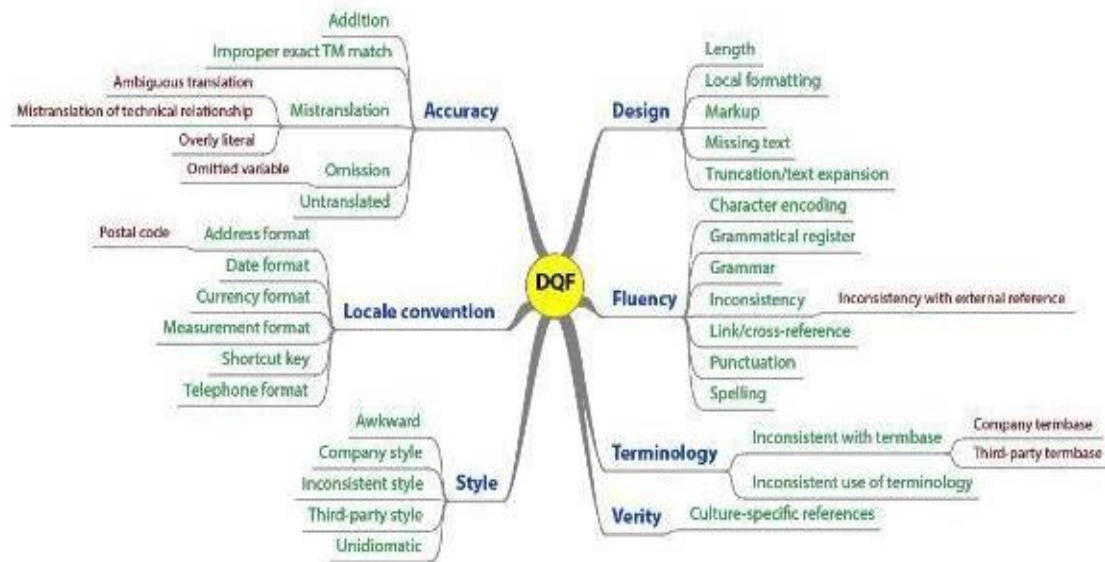 DQF
Accuracy
Addition
Improper exact TM match
Mistranslation
Ambiguous translation
Mistranslation of technical relationship
Overly literal
Omission
Omitted variable
Untranslated
Locale convention
Address format
Postal code
Date format
Currency format
Measurement format
Shortcut key
Telephone format
Style
Awkward
Company style
Inconsistent style
Third-party style
Unidiomatic
Design
Length
Local formatting
Markup
Missing text
Truncation/text expansion
Fluency
Character encoding
Grammatical register
Grammar
Inconsistency
Inconsistency with external reference
Link/cross-reference
Punctuation
Spelling
Terminology
Inconsistent with termbase
Company termbase
Third-party termbase
Inconsistent use of terminology
Verity
Culture-specific references